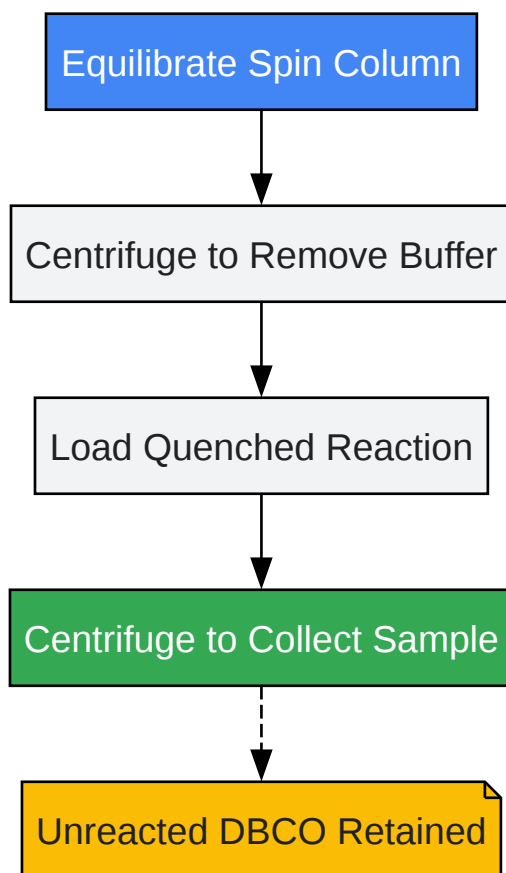 Equilibrate Spin Column
Centrifuge to Remove Buffer
Load Quenched Reaction
Centrifuge to Collect Sample
Unreacted DBCO Retained